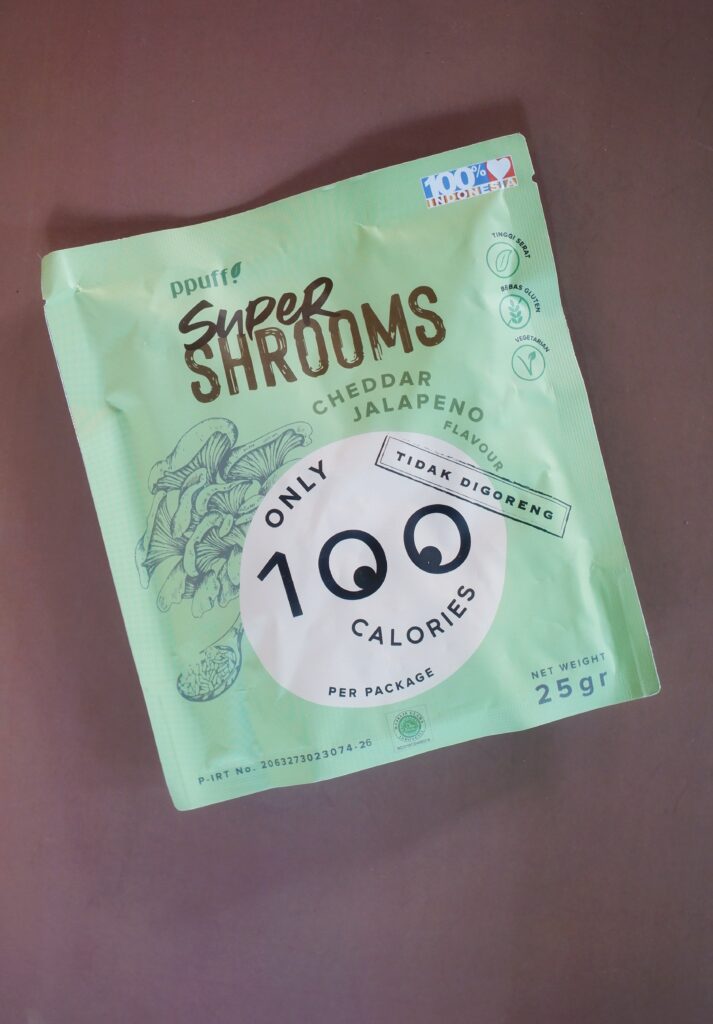 100%
INDONESIA
TINGGI SERAT
BEBAS GLUTEN
VEGETARIAN
ppuff!
SUPER
SHROOMS
CHEDDAR
JALAPENO
FLAVOUR
TIDAK DIGORENG
ONLY
100
CALORIES
PER PACKAGE
NET WEIGHT
25gr
P-IRT No. 2063273023074-26